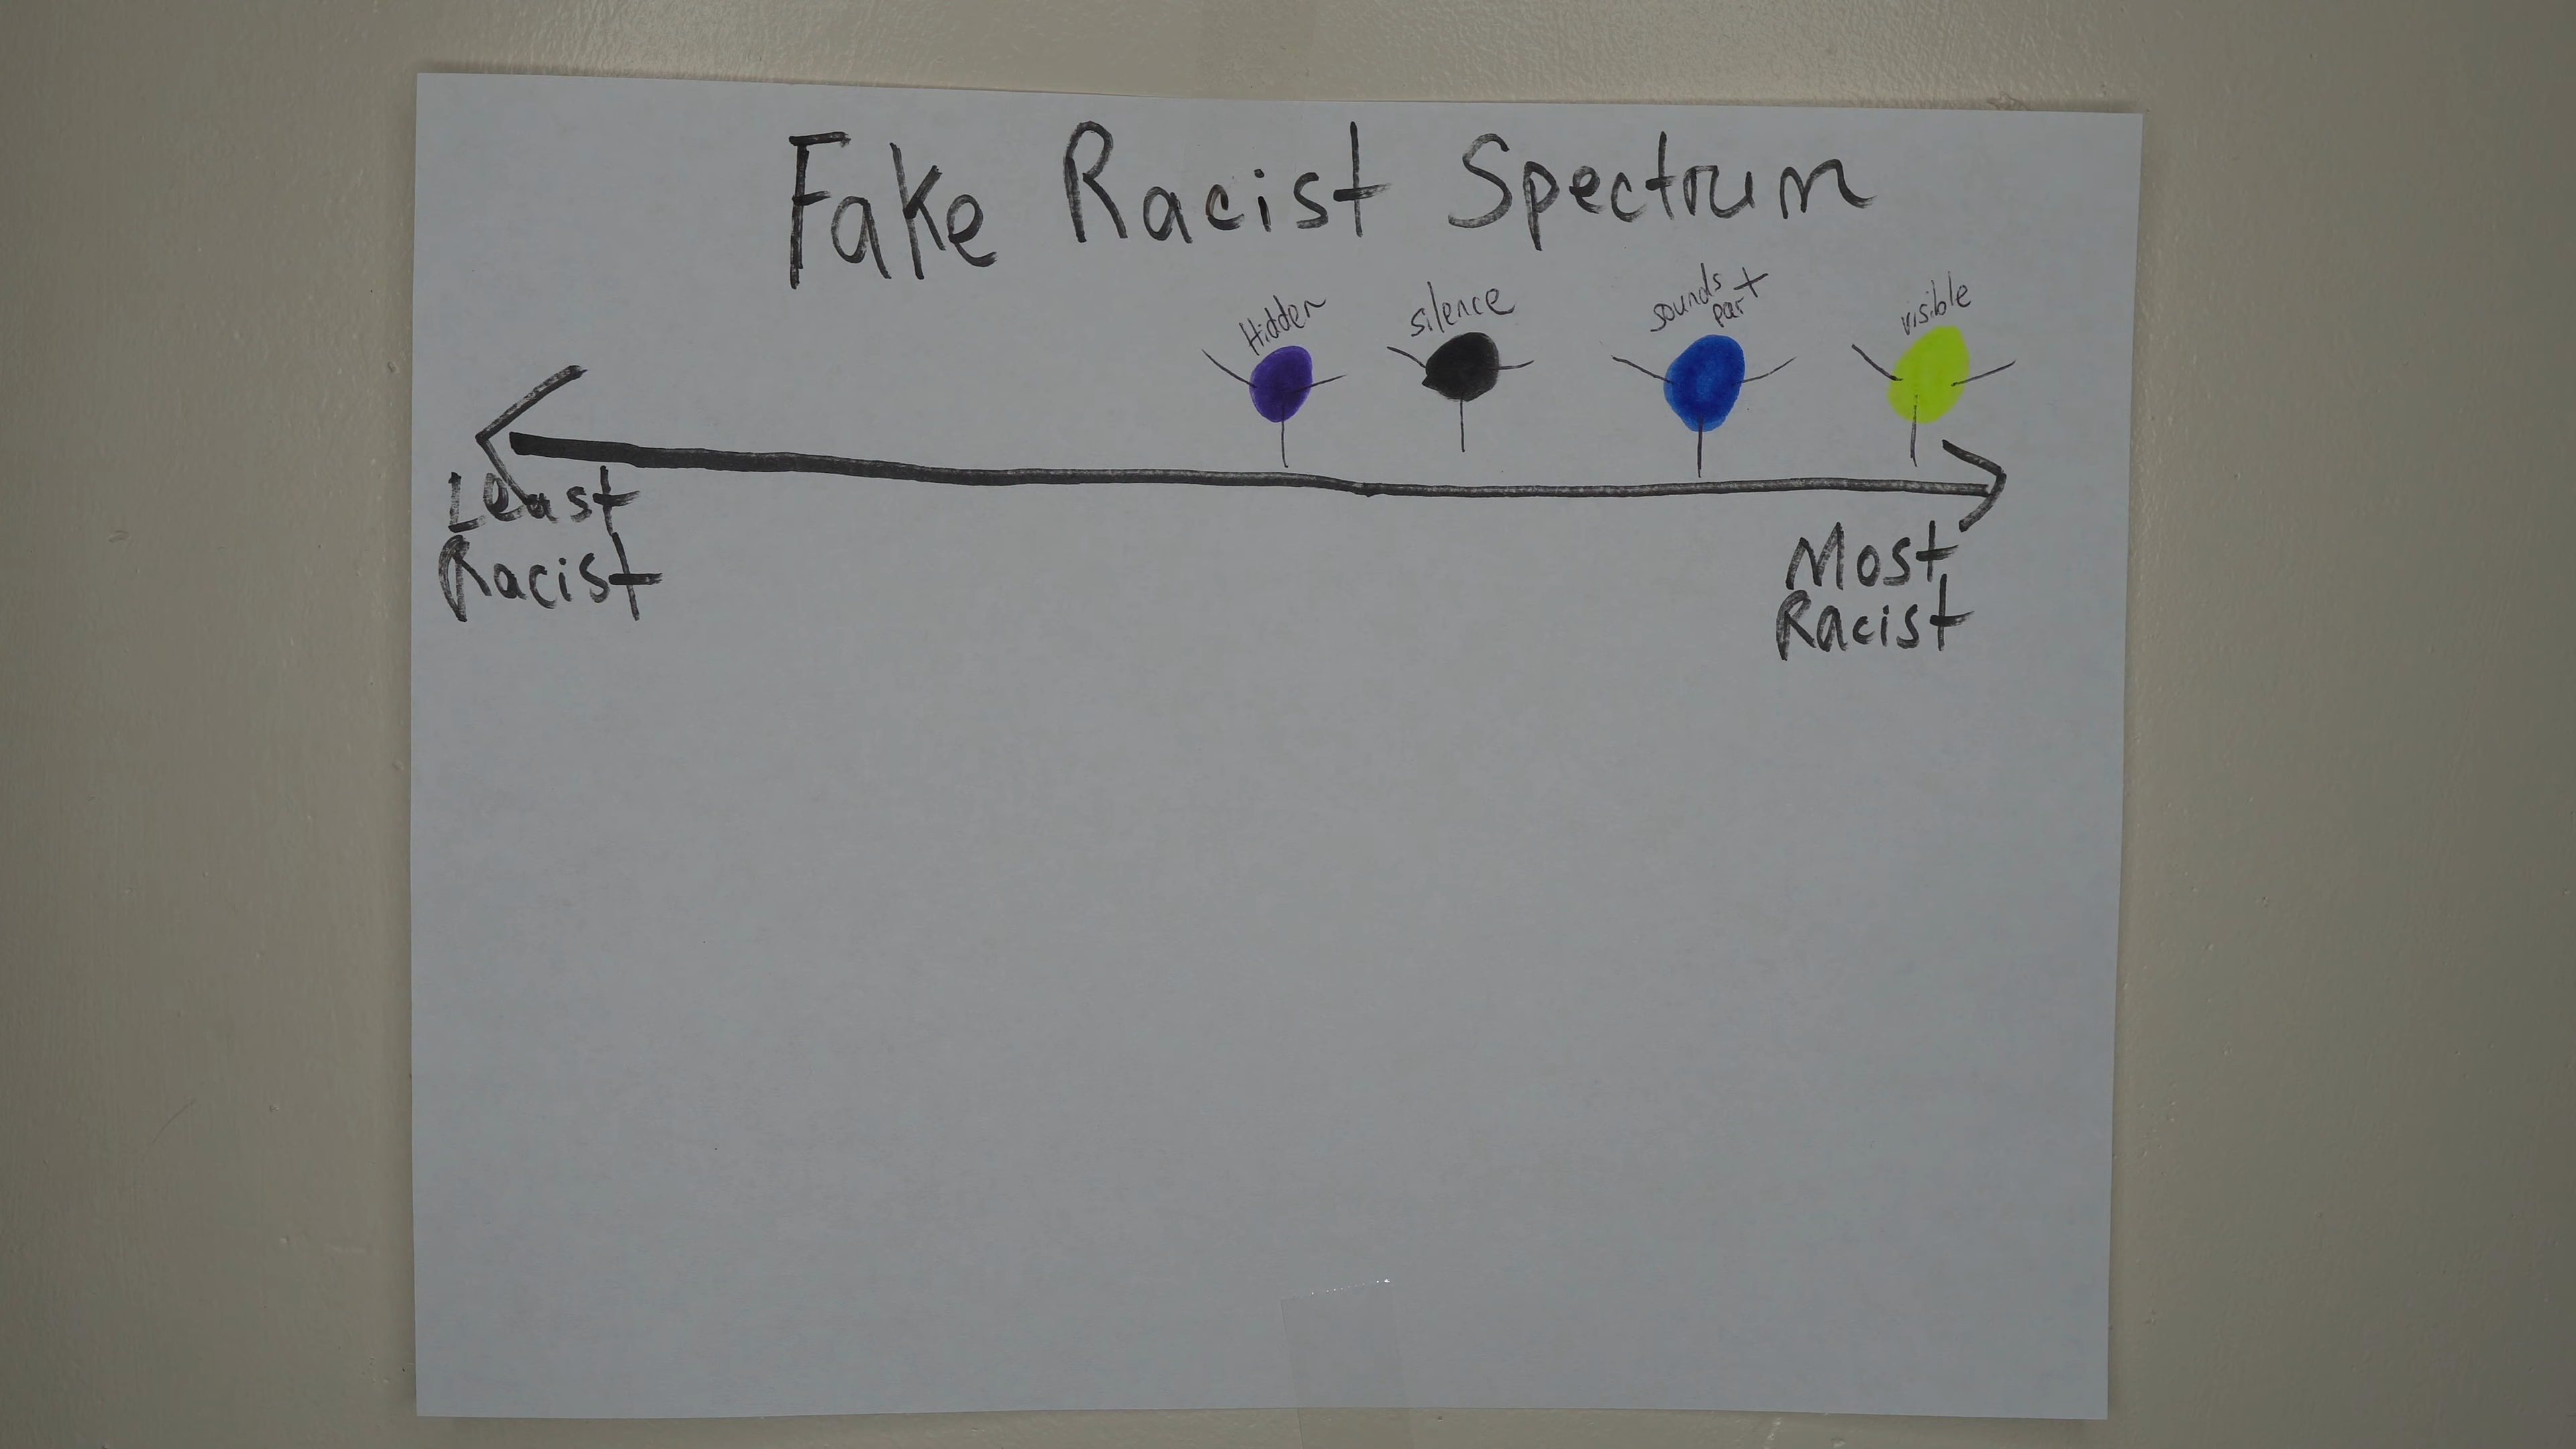 Fake Racist Spectrum
Hidden
silence
sounds
part
visible
Least
Racist
Most
Racist